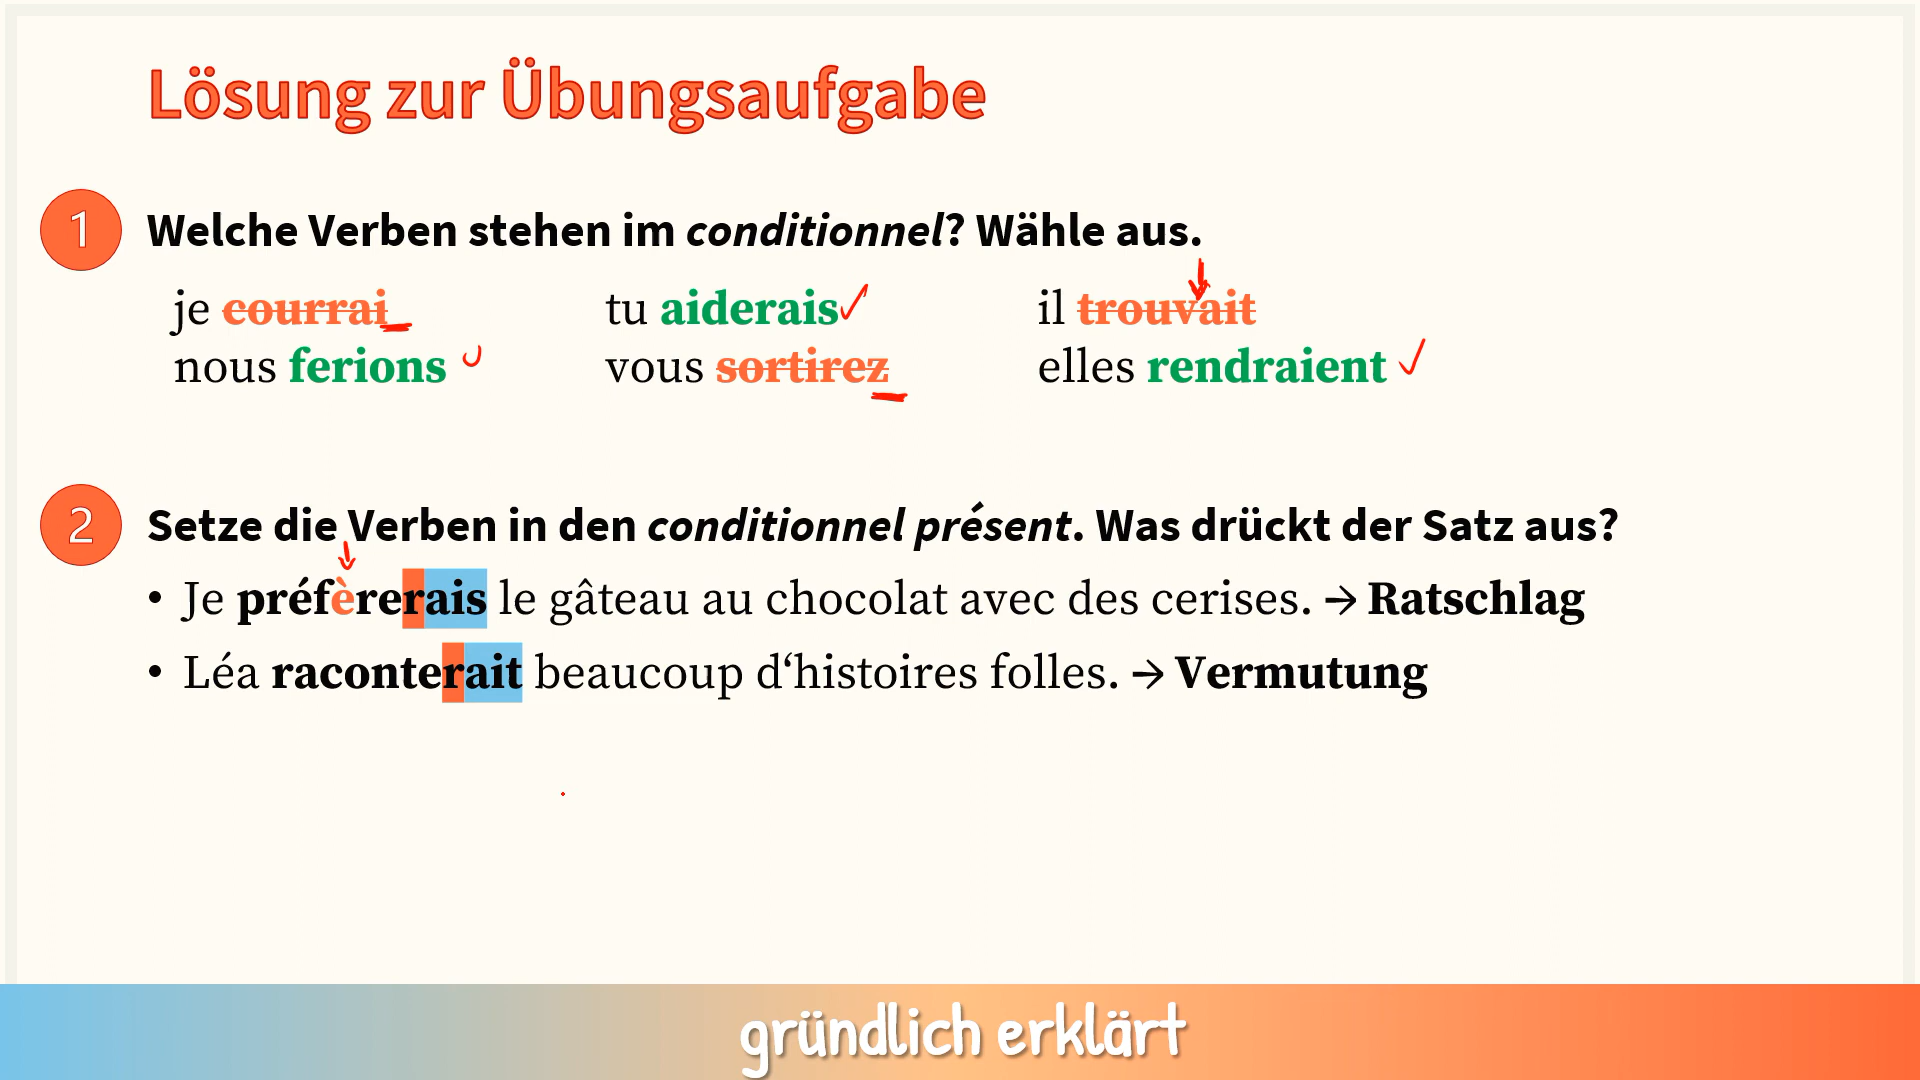 Lösung zur Übungsaufgabe
1 Welche Verben stehen im conditionnel? Wähle aus.
je courrai tu aiderais il trouvait
nous ferions vous sortirez elles rendraient
2 Setze die Verben in den conditionnel présent. Was drückt der Satz aus?
• Je préfèrerais le gâteau au chocolat avec des cerises. → Ratschlag
• Léa raconterait beaucoup d‘histoires folles. → Vermutung
gründlich erklärt